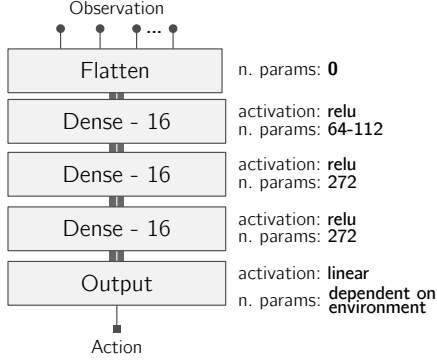 Observation
...
Flatten
n. params: 0
Dense - 16
activation: relu
n. params: 64-112
Dense - 16
activation: relu
n. params: 272
Dense - 16
activation: relu
n. params: 272
Output
activation: linear
n. params: dependent on
environment
Action